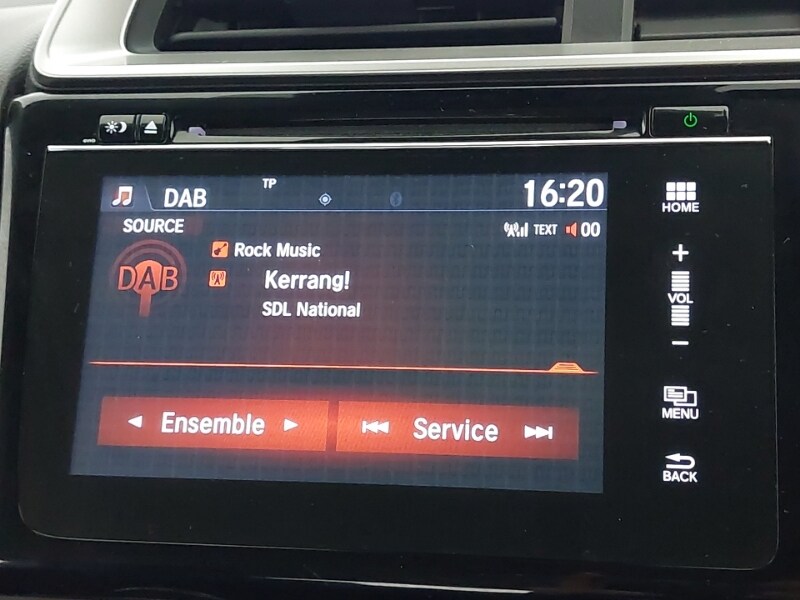 DAB
TP
16:20
SOURCE
TEXT
00
DAB
Rock Music
Kerrang!
SDL National
Ensemble
Service
HOME
+
VOL
−
MENU
BACK